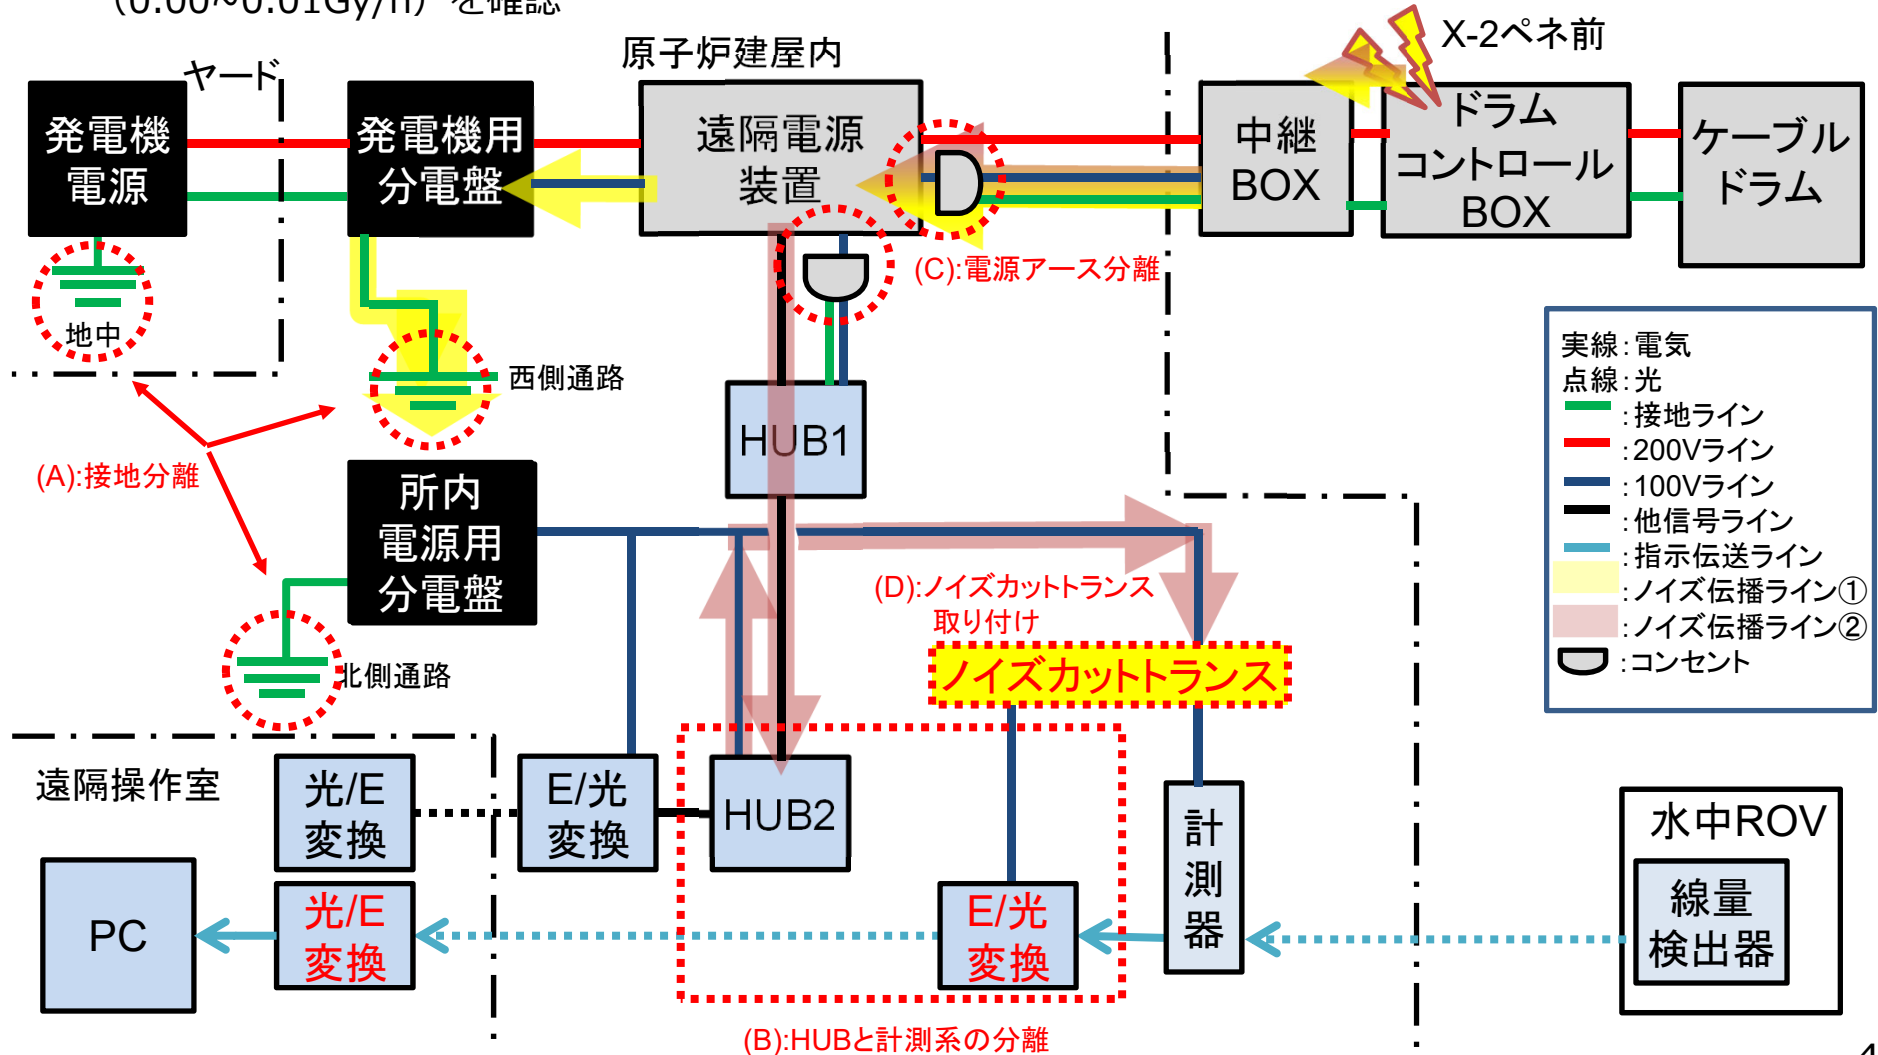 （0.00~0.01Gy/h）を確認
原子炉建屋内
X-2ペネ前
ヤード
発電機
電源
発電機用
分電盤
遠隔電源
装置
中継
BOX
ドラム
コントロール
BOX
ケーブル
ドラム
(C):電源アース分離
地中
西側通路
HUB1
(A):接地分離
所内
電源用
分電盤
北側通路
(D):ノイズカットトランス
取り付け
ノイズカットトランス
実線：電気
点線：光
：接地ライン
：200Vライン
：100Vライン
：他信号ライン
：指示伝送ライン
：ノイズ伝播ライン①
：ノイズ伝播ライン②
：コンセント
遠隔操作室
光/E
変換
E/光
変換
HUB2
計
測
器
水中ROV
線量
検出器
PC
光/E
変換
E/光
変換
(B):HUBと計測系の分離